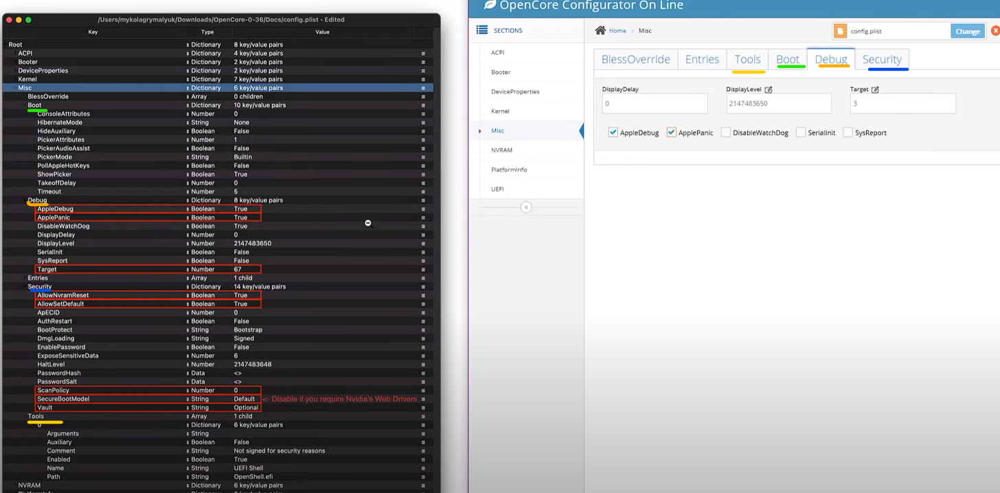 /Users/mykolagrymalyuk/Downloads/OpenCore-0-36/Docs/config.plist - Edited
Key Type Value
Root Dictionary 8 key/value pairs
ACPI Dictionary 4 key/value pairs
Booter Dictionary 2 key/value pairs
DeviceProperties Dictionary 2 key/value pairs
Kernel Dictionary 7 key/value pairs
Misc Dictionary 6 key/value pairs
BlessOverride Array 0 children
Boot Dictionary 10 key/value pairs
ConsoleAttributes Number 0
HibernateMode String None
HideAuxiliary Boolean False
PickerAttributes Number 1
PickerAudioAssist Boolean False
PickerMode String Builtin
PollAppleHotKeys Boolean False
ShowPicker Boolean True
TakeoffDelay Number 0
Timeout Number 5
Debug Dictionary 8 key/value pairs
AppleDebug Boolean True
ApplePanic Boolean True
DisableWatchDog Boolean True
DisplayDelay Number 0
DisplayLevel Number 2147483650
SerialInit Boolean False
SysReport Boolean False
Target Number 67
Entries Array 1 child
Security Dictionary 14 key/value pairs
AllowNvramReset Boolean True
AllowSetDefault Boolean True
ApECID Number 0
AuthRestart Boolean False
BootProtect String Bootstrap
DmgLoading String Signed
EnablePassword Boolean False
ExposeSensitiveData Number 6
HaltLevel Number 2147483648
PasswordHash Data <>
PasswordSalt Data <>
ScanPolicy Number 0
SecureBootModel String Default <- Disable if you require Nvidia's Web Drivers
Vault String Optional
Tools Array 1 child
0 Dictionary 6 key/value pairs
Arguments String
Auxiliary Boolean False
Comment String Not signed for security reasons
Enabled Boolean True
Name String UEFI Shell
Path String OpenShell.efi
NVRAM Dictionary 6 key/value pairs
OpenCore Configurator On Line
SECTIONS
ACPI
Booter
DeviceProperties
Kernel
Misc
NVRAM
PlatformInfo
UEFI
Home > Misc
config.plist Change
BlessOverride Entries Tools Boot Debug Security
DisplayDelay DisplayLevel Target
0 2147483650 3
AppleDebug ApplePanic DisableWatchDog SerialInit SysReport